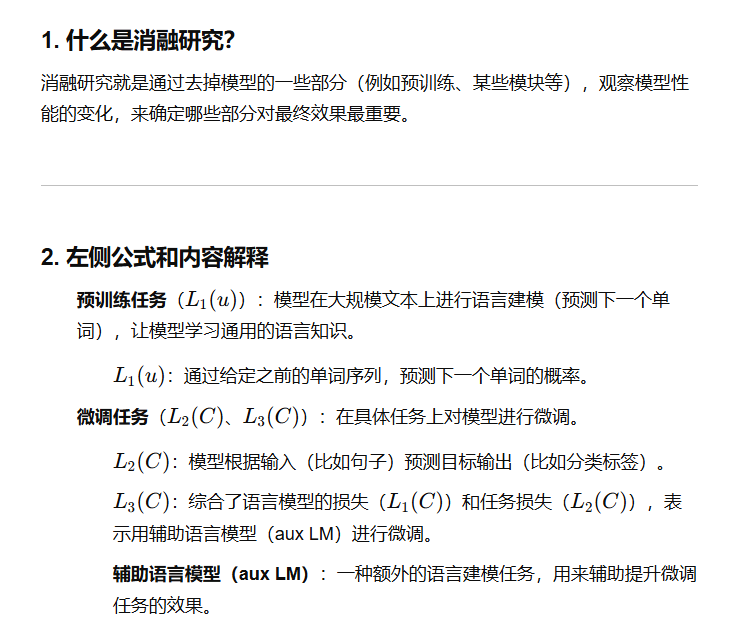 1. 什么是消融研究？
消融研究就是通过去掉模型的一些部分（例如预训练、某些模块等），观察模型性
能的变化，来确定哪些部分对最终效果最重要。
2. 左侧公式和内容解释
预训练任务（L₁(u)）：模型在大规模文本上进行语言建模（预测下一个单
词），让模型学习通用的语言知识。
L₁(u)：通过给定之前的单词序列，预测下一个单词的概率。
微调任务（L₂(C)、L₃(C)）：在具体任务上对模型进行微调。
L₂(C)：模型根据输入（比如句子）预测目标输出（比如分类标签）。
L₃(C)：综合了语言模型的损失（L₁(C)）和任务损失（L₂(C)），表
示用辅助语言模型（aux LM）进行微调。
辅助语言模型（aux LM）：一种额外的语言建模任务，用来辅助提升微调
任务的效果。